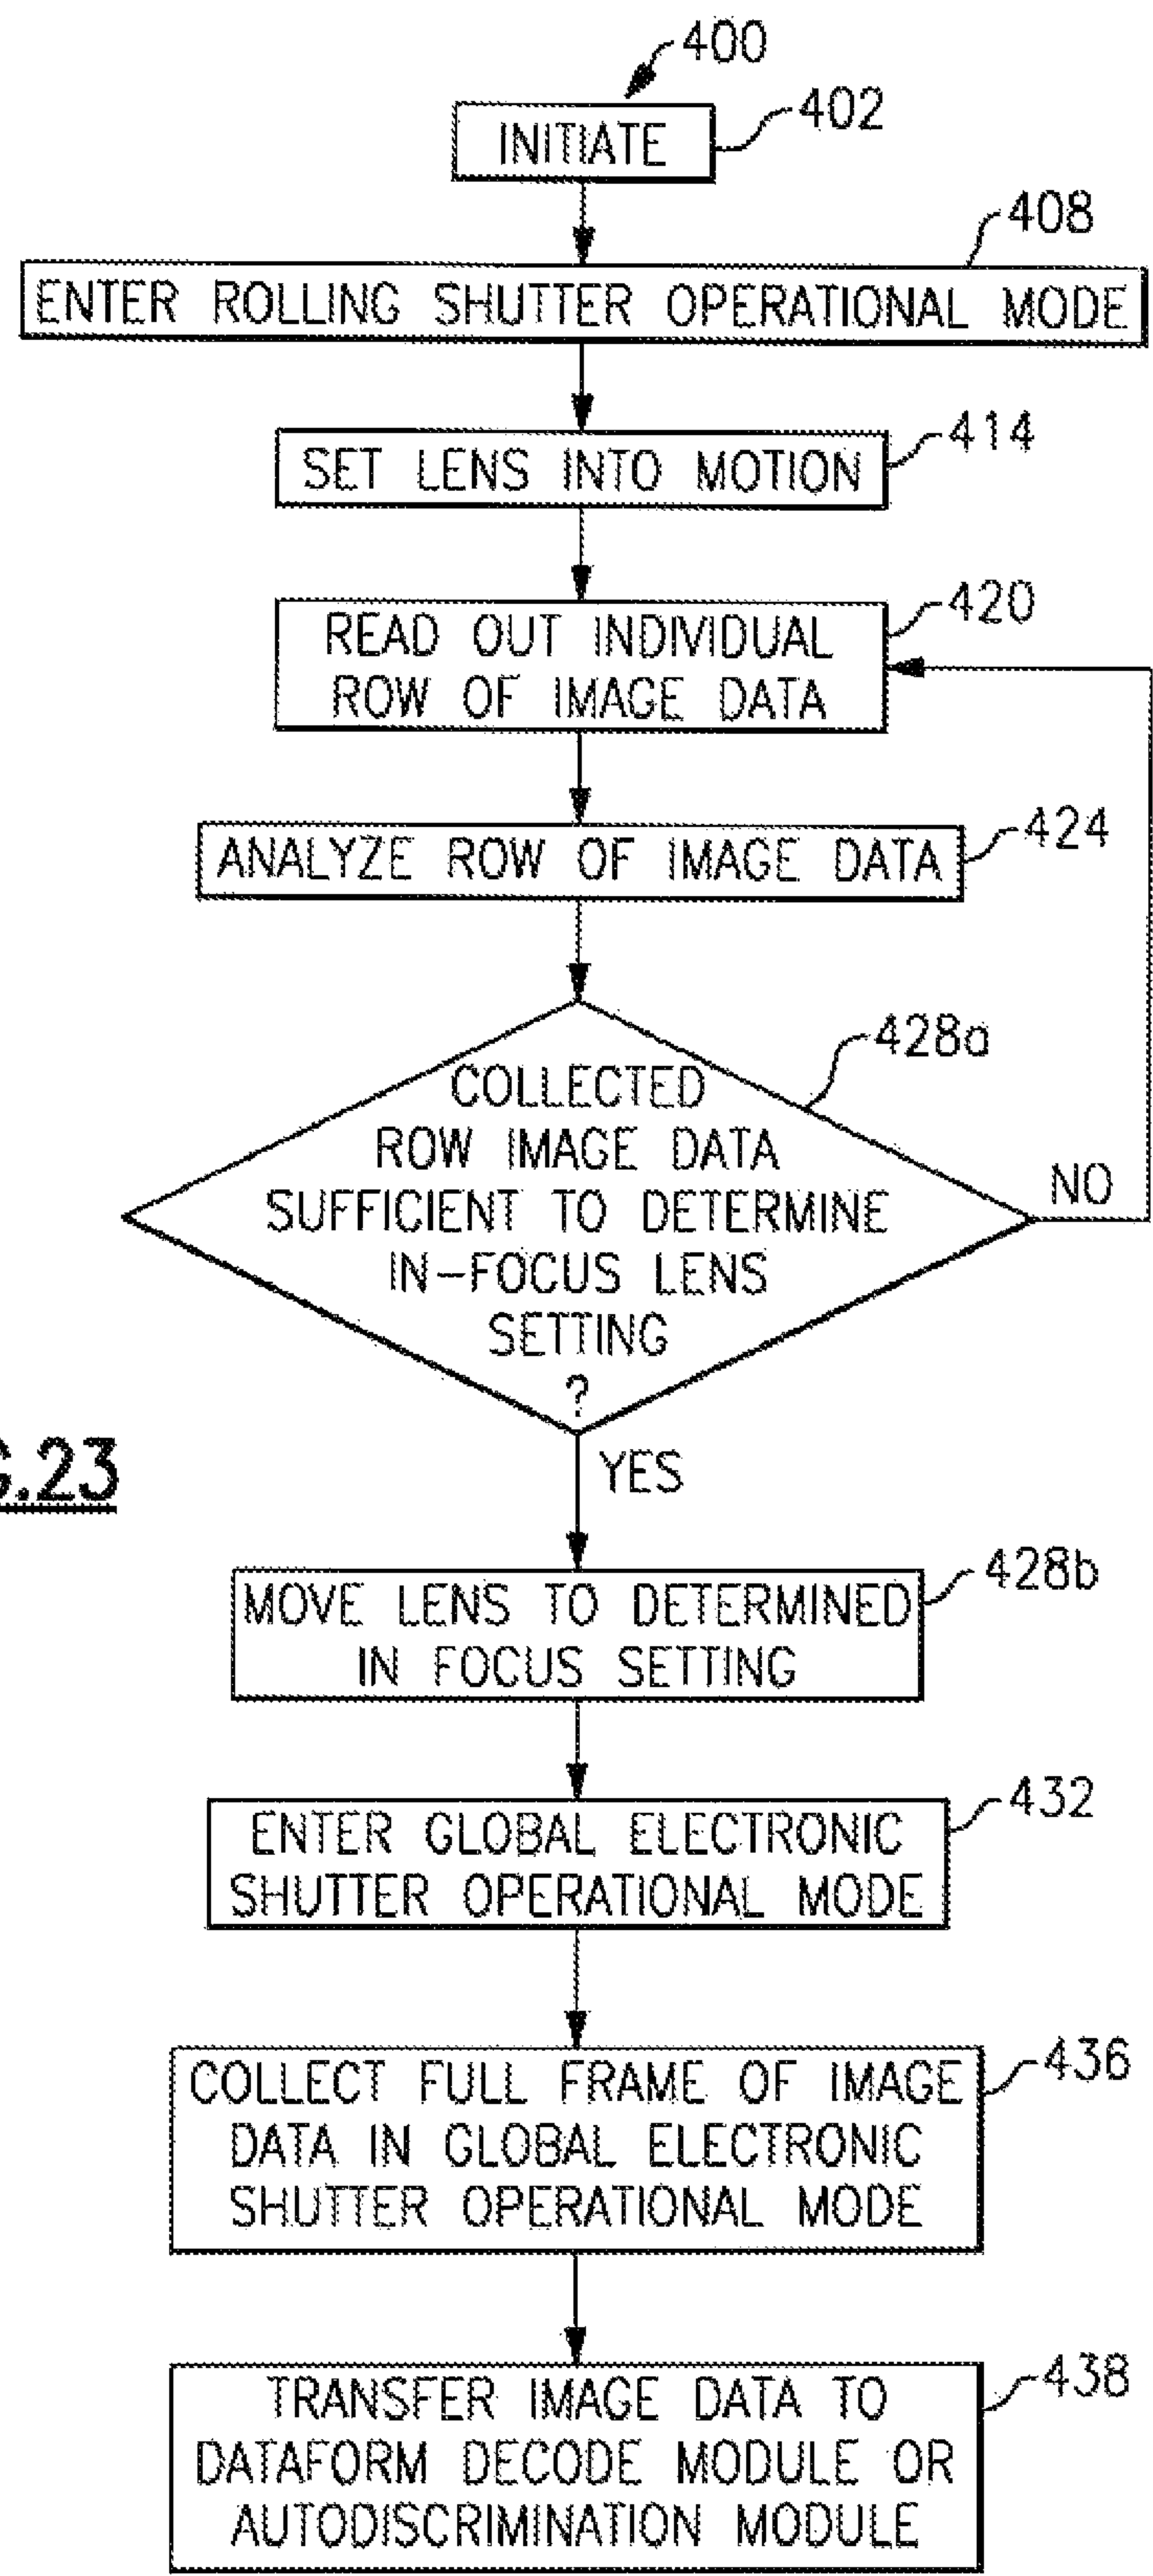 400
INITIATE
402
ENTER ROLLING SHUTTER OPERATIONAL MODE
408
SET LENS INTO MOTION
414
READ OUT INDIVIDUAL
ROW OF IMAGE DATA
420
ANALYZE ROW OF IMAGE DATA
424
COLLECTED
ROW IMAGE DATA
SUFFICIENT TO DETERMINE
IN-FOCUS LENS
SETTING
?
428a
NO
YES
G.23
MOVE LENS TO DETERMINED
IN FOCUS SETTING
428b
ENTER GLOBAL ELECTRONIC
SHUTTER OPERATIONAL MODE
432
COLLECT FULL FRAME OF IMAGE
DATA IN GLOBAL ELECTRONIC
SHUTTER OPERATIONAL MODE
436
TRANSFER IMAGE DATA TO
DATAFORM DECODE MODULE OR
AUTODISCRIMINATION MODULE
438